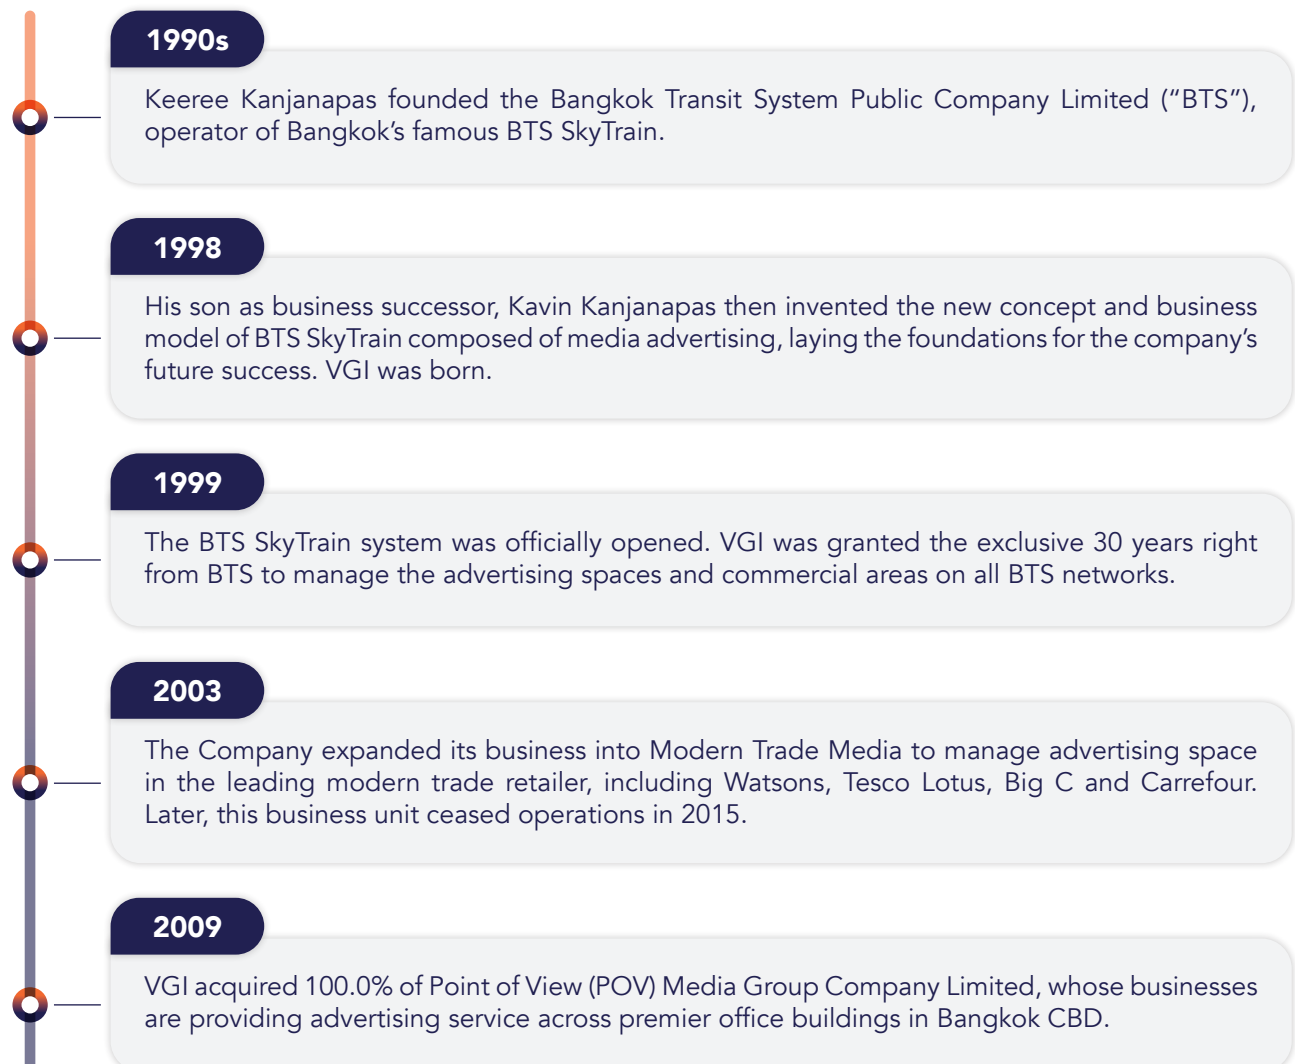 1990s
Keeree Kanjanapas founded the Bangkok Transit System Public Company Limited (“BTS”),
operator of Bangkok’s famous BTS SkyTrain.
1998
His son as business successor, Kavin Kanjanapas then invented the new concept and business
model of BTS SkyTrain composed of media advertising, laying the foundations for the company’s
future success. VGI was born.
1999
The BTS SkyTrain system was officially opened. VGI was granted the exclusive 30 years right
from BTS to manage the advertising spaces and commercial areas on all BTS networks.
2003
The Company expanded its business into Modern Trade Media to manage advertising space
in the leading modern trade retailer, including Watsons, Tesco Lotus, Big C and Carrefour.
Later, this business unit ceased operations in 2015.
2009
VGI acquired 100.0% of Point of View (POV) Media Group Company Limited, whose businesses
are providing advertising service across premier office buildings in Bangkok CBD.